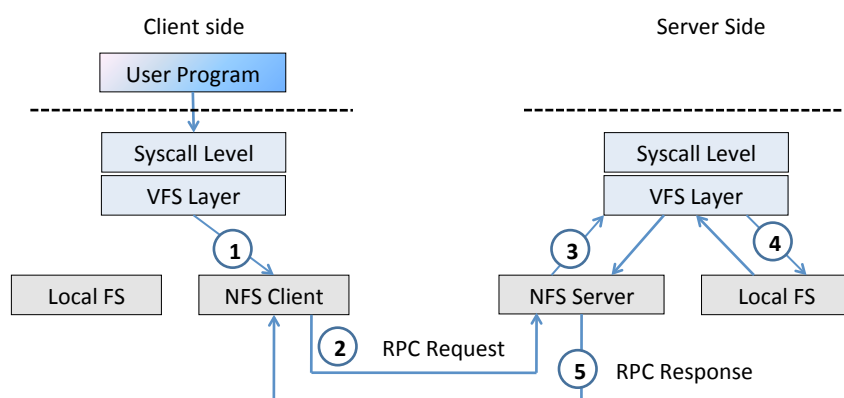 Client side
Server Side
User Program
Syscall Level
Syscall Level
VFS Layer
VFS Layer
1
3
4
Local FS
NFS Client
NFS Server
Local FS
2
RPC Request
5
RPC Response